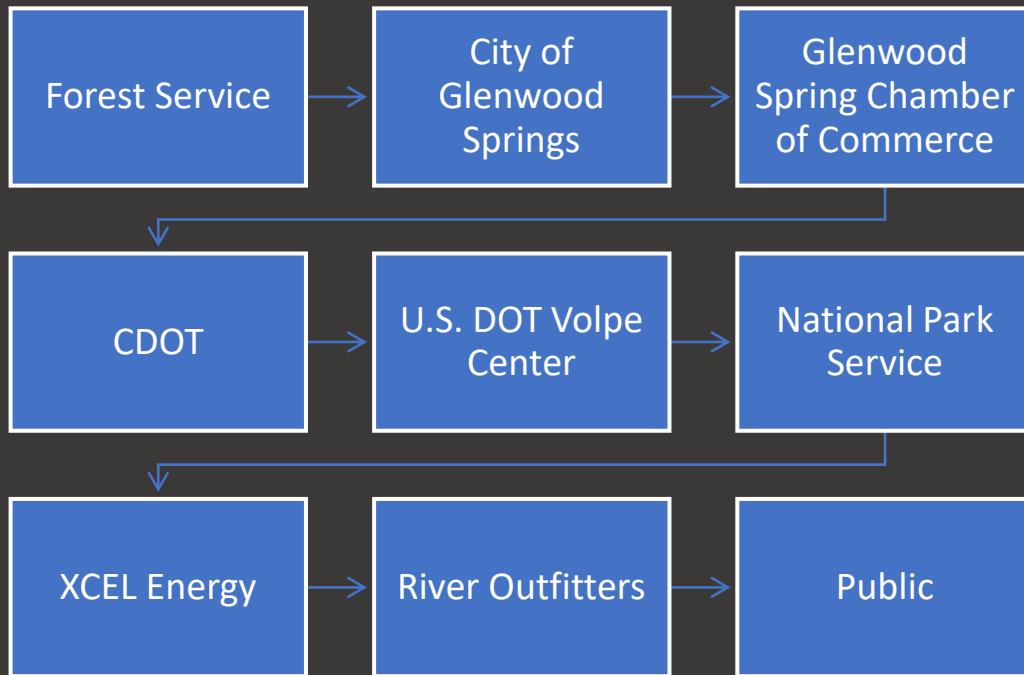 Forest Service
City of
Glenwood
Springs
Glenwood
Spring Chamber
of Commerce
CDOT
U.S. DOT Volpe
Center
National Park
Service
XCEL Energy
River Outfitters
Public